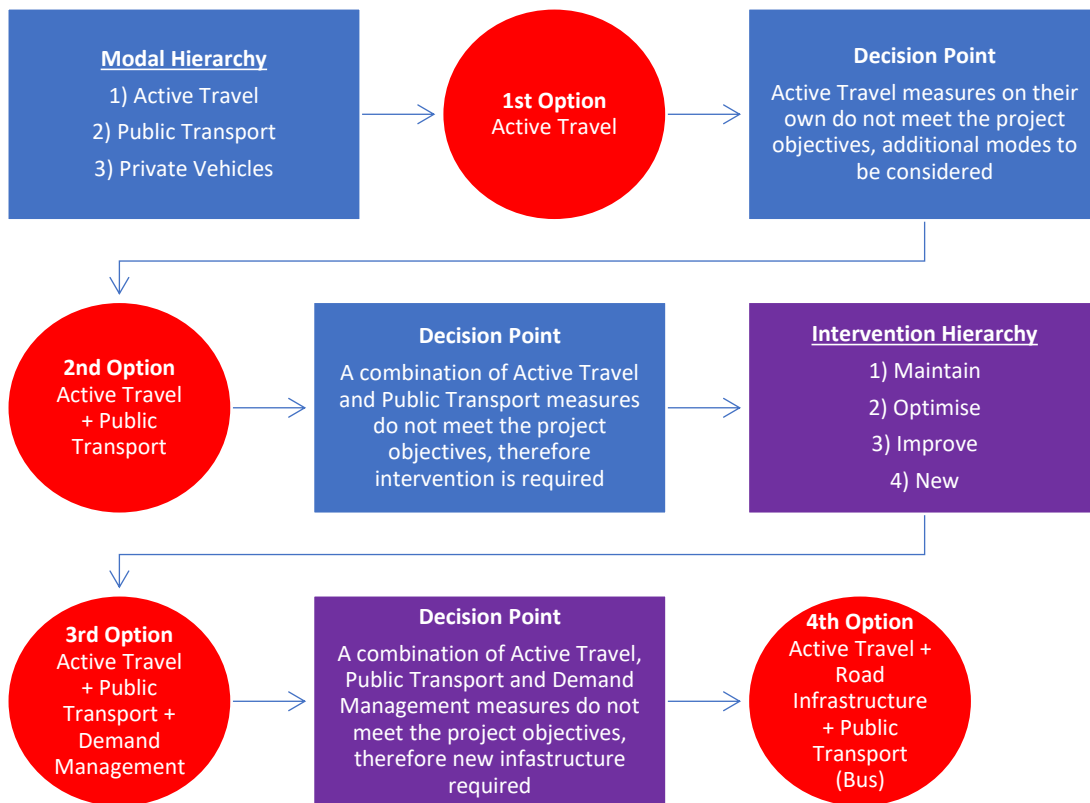 Modal Hierarchy
1) Active Travel
2) Public Transport
3) Private Vehicles
1st Option
Active Travel
Decision Point
Active Travel measures on their
own do not meet the project
objectives, additional modes to
be considered
2nd Option
Active Travel
+ Public
Transport
Decision Point
A combination of Active Travel
and Public Transport measures
do not meet the project
objectives, therefore
intervention is required
Intervention Hierarchy
1) Maintain
2) Optimise
3) Improve
4) New
3rd Option
Active Travel
+ Public
Transport +
Demand
Management
Decision Point
A combination of Active Travel,
Public Transport and Demand
Management measures do not
meet the project objectives,
therefore new infastructure
required
4th Option
Active Travel +
Road
Infrastructure
+ Public
Transport
(Bus)